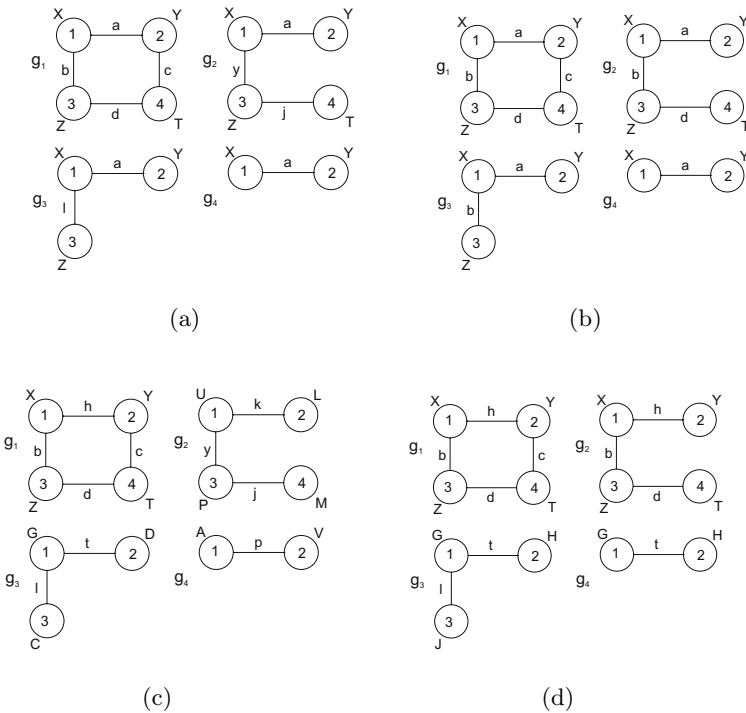 X a Y X a Y
1 2 1 2
g1 b c g2 y
3 4 3 4
Z d T Z j T
X a Y X a Y
1 2 1 2
g3 l g4
3
Z
(a)
X a Y X a Y
1 2 1 2
g1 b c g2 b
3 4 3 4
Z d T Z d T
X a Y X a Y
1 2 1 2
g3 b g4
3
Z
(b)
X h Y U k L
1 2 1 2
g1 b c g2 y
3 4 3 4
Z d T P j M
G t D A p V
1 2 1 2
g3 l g4
3
C
(c)
X h Y X h Y
1 2 1 2
g1 b c g2 b
3 4 3 4
Z d T Z d T
G t H G t H
1 2 1 2
g3 l g4
3
J
(d)